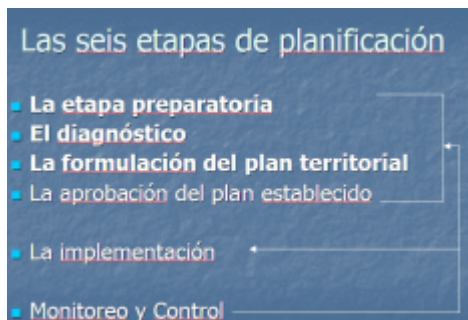 Las seis etapas de planificación
La etapa preparatoria
El diagnóstico
La formulación del plan territorial
La aprobación del plan establecido
La implementación
Monitoreo y Control